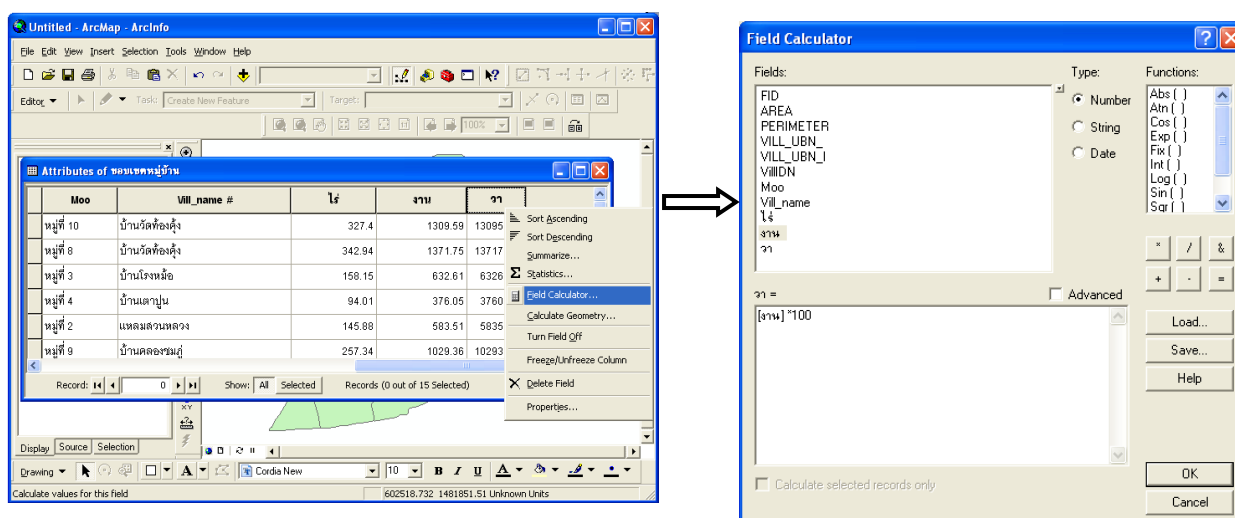 Untitled - ArcMap - ArcInfo
File Edit View Insert Selection Tools Window Help
Editor Task: Create New Feature Target:
100%
Attributes of ขอบเขตหมู่บ้าน
Moo Vill_name # ไร่ งาน วา
หมู่ที่ 10 บ้านวัดท้องคุ้ง 327.4 1309.59 13095
หมู่ที่ 8 บ้านวัดท้องคุ้ง 342.94 1371.75 13717
หมู่ที่ 3 บ้านโรงหม้อ 158.15 632.61 6326
หมู่ที่ 4 บ้านเตาปูน 94.01 376.05 3760
หมู่ที่ 2 แหลมสวนหลวง 145.88 583.51 5835
หมู่ที่ 9 บ้านคลองชมภู่ 257.34 1029.36 10293
Record: 0 Show: All Selected Records (0 out of 15 Selected)
Sort Ascending
Sort Descending
Summarize...
Statistics...
Field Calculator...
Calculate Geometry...
Turn Field Off
Freeze/Unfreeze Column
Delete Field
Properties...
XY
Display Source Selection
Drawing A Cordia New 10 B I U A
Calculate values for this field 602518.732 1481851.51 Unknown Units
Field Calculator
Fields: Type: Functions:
FID
AREA
PERIMETER
VILL_UBN_
VILL_UBN_I
VillIDN
Moo
Vill_name
ไร่
งาน
วา
Number
String
Date
Abs ( )
Atn ( )
Cos ( )
Exp ( )
Fix ( )
Int ( )
Log ( )
Sin ( )
Sqr ( )
* / &
+ - =
วา = Advanced
[งาน] *100
Load...
Save...
Help
Calculate selected records only
OK
Cancel